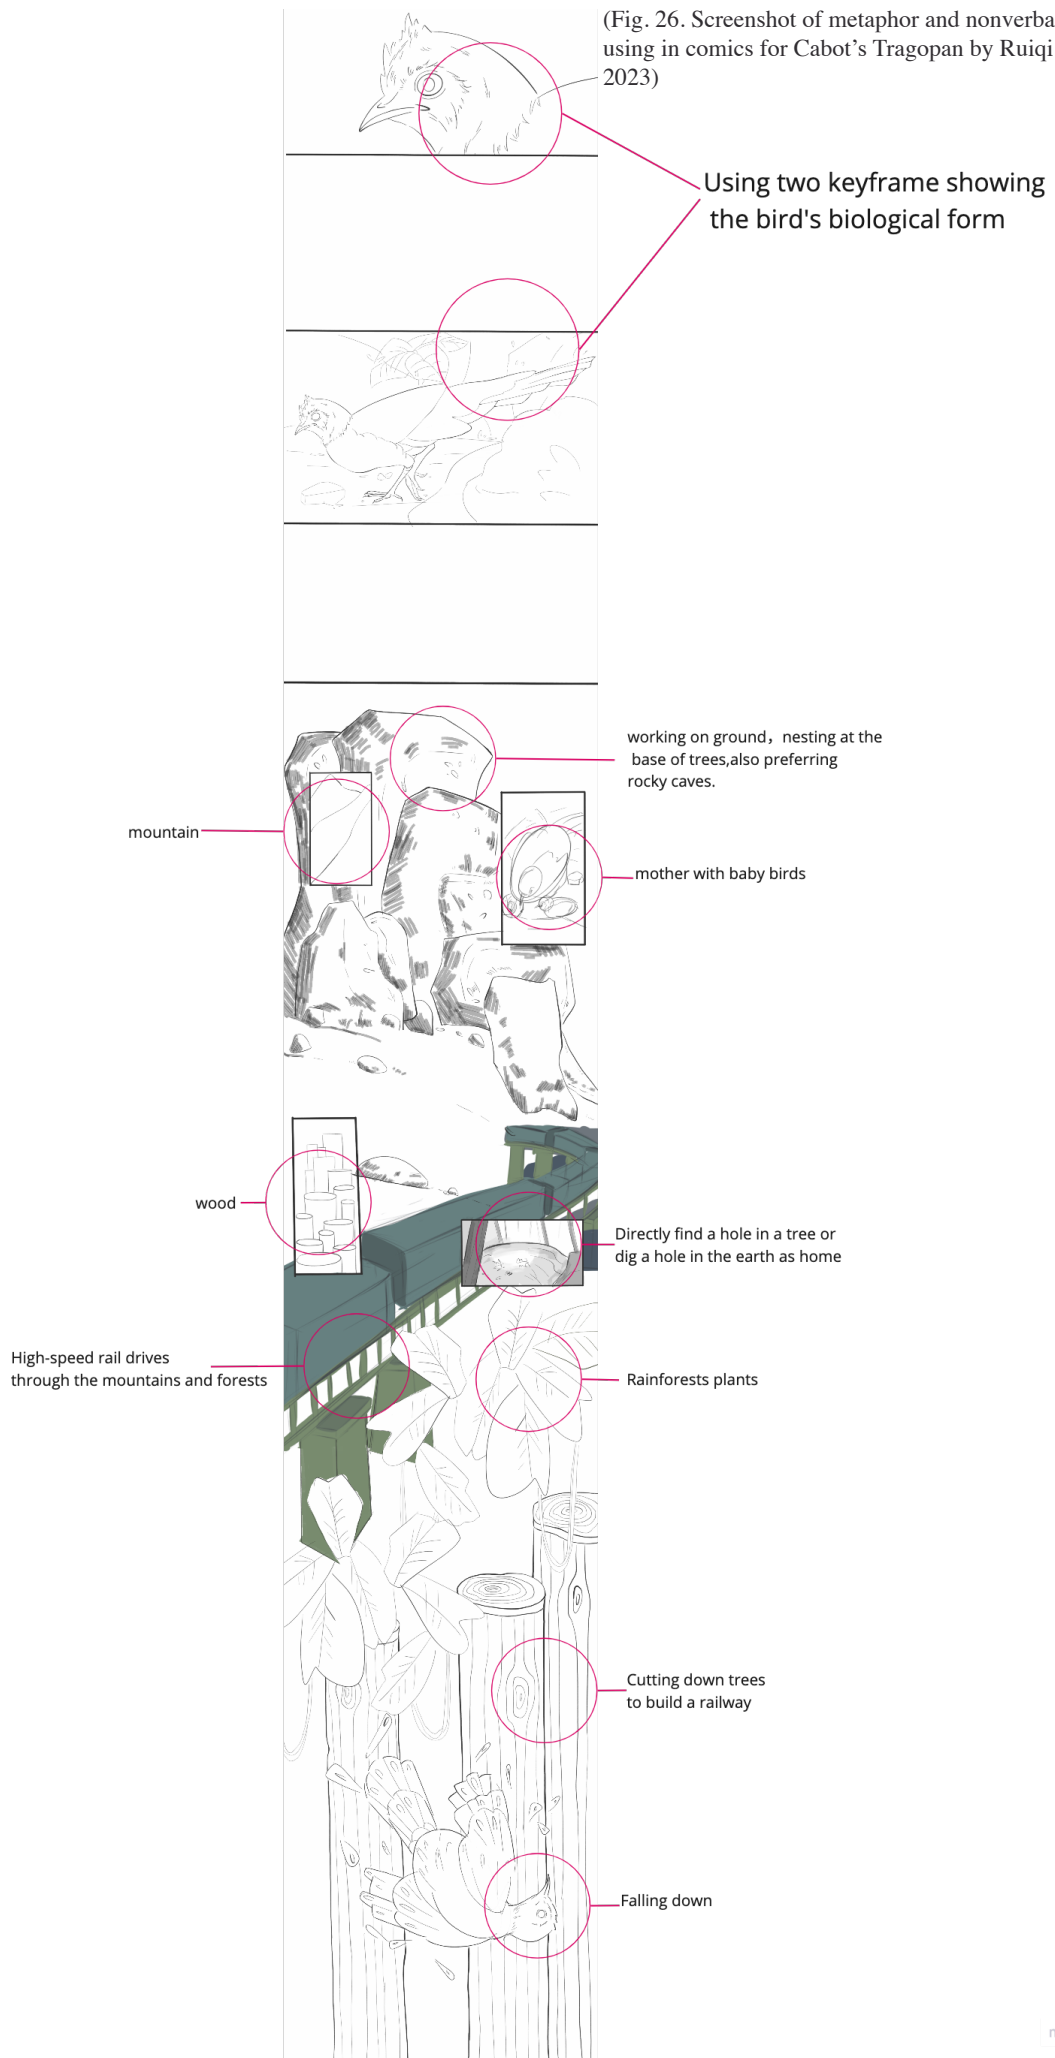 (Fig. 26. Screenshot of metaphor and nonverba
using in comics for Cabot’s Tragopan by Ruiqi
2023)
Using two keyframe showing
the bird's biological form
working on ground，nesting at the
base of trees,also preferring
rocky caves.
mountain
mother with baby birds
wood
Directly find a hole in a tree or
dig a hole in the earth as home
High-speed rail drives
through the mountains and forests
Rainforests plants
Cutting down trees
to build a railway
Falling down